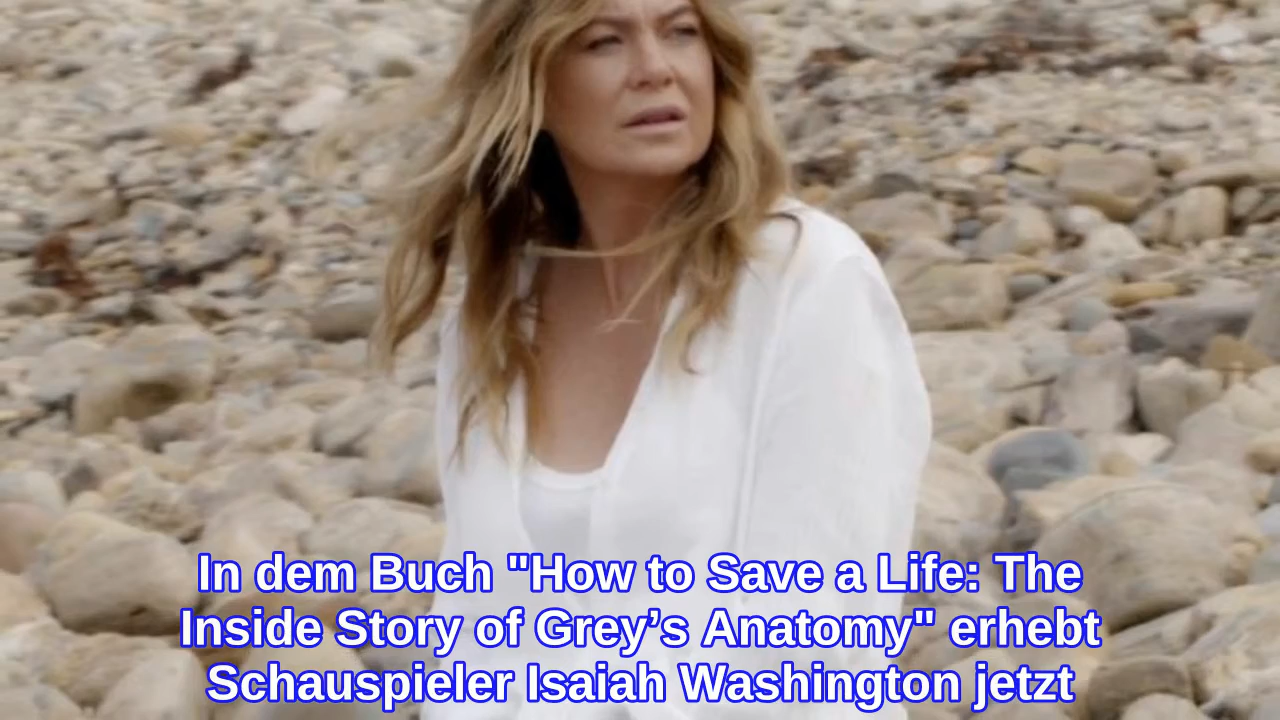 In dem Buch "How to Save a Life: The
Inside Story of Grey’s Anatomy" erhebt
Schauspieler Isaiah Washington jetzt